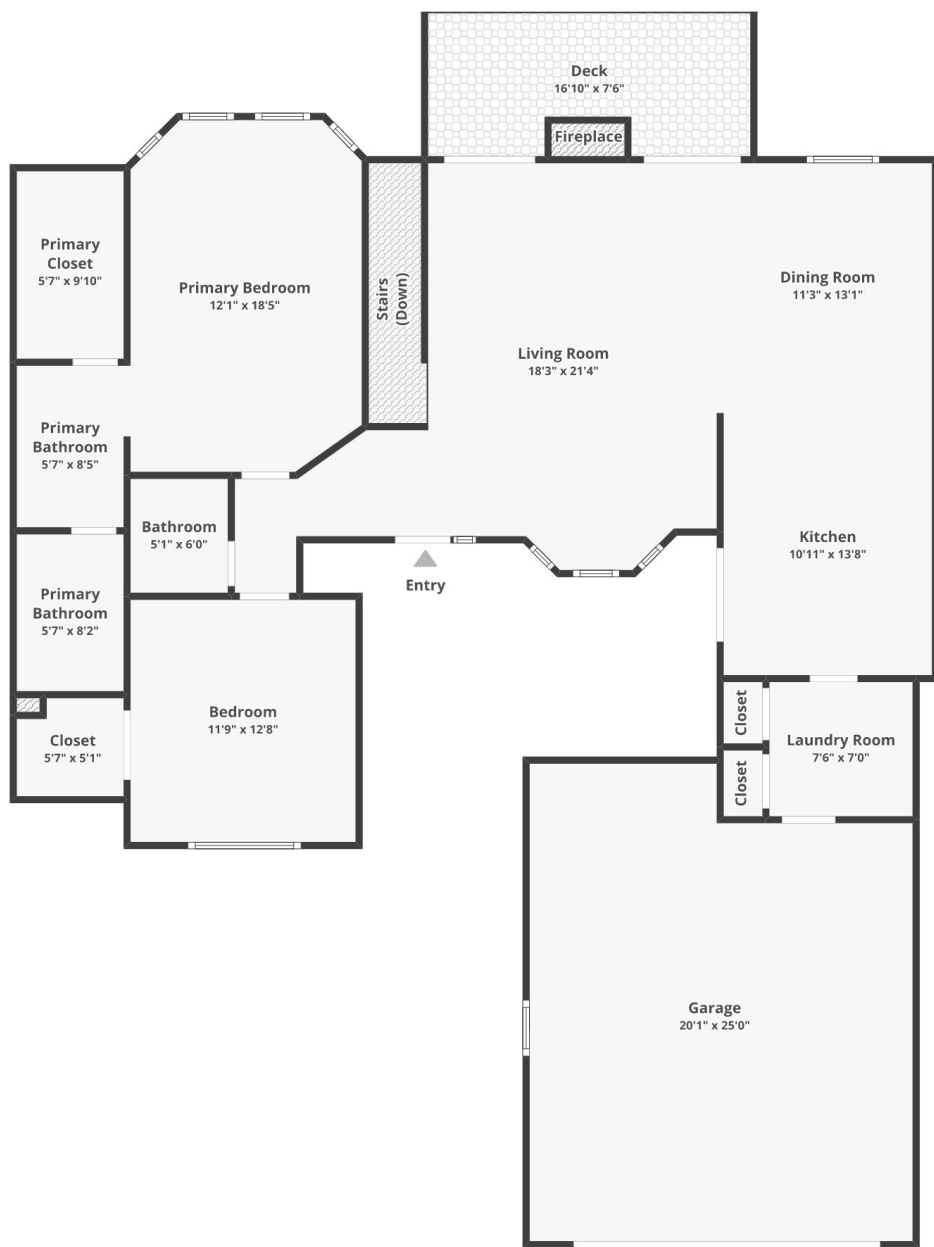 Deck
16'10" x 7'6"
Fireplace
Primary
Closet
5'7" x 9'10"
Primary Bedroom
12'1" x 18'5"
Stairs
(Down)
Dining Room
11'3" x 13'1"
Living Room
18'3" x 21'4"
Primary
Bathroom
5'7" x 8'5"
Bathroom
5'1" x 6'0"
Kitchen
10'11" x 13'8"
Entry
Primary
Bathroom
5'7" x 8'2"
Bedroom
11'9" x 12'8"
Closet
5'7" x 5'1"
Closet
Laundry Room
7'6" x 7'0"
Closet
Garage
20'1" x 25'0"